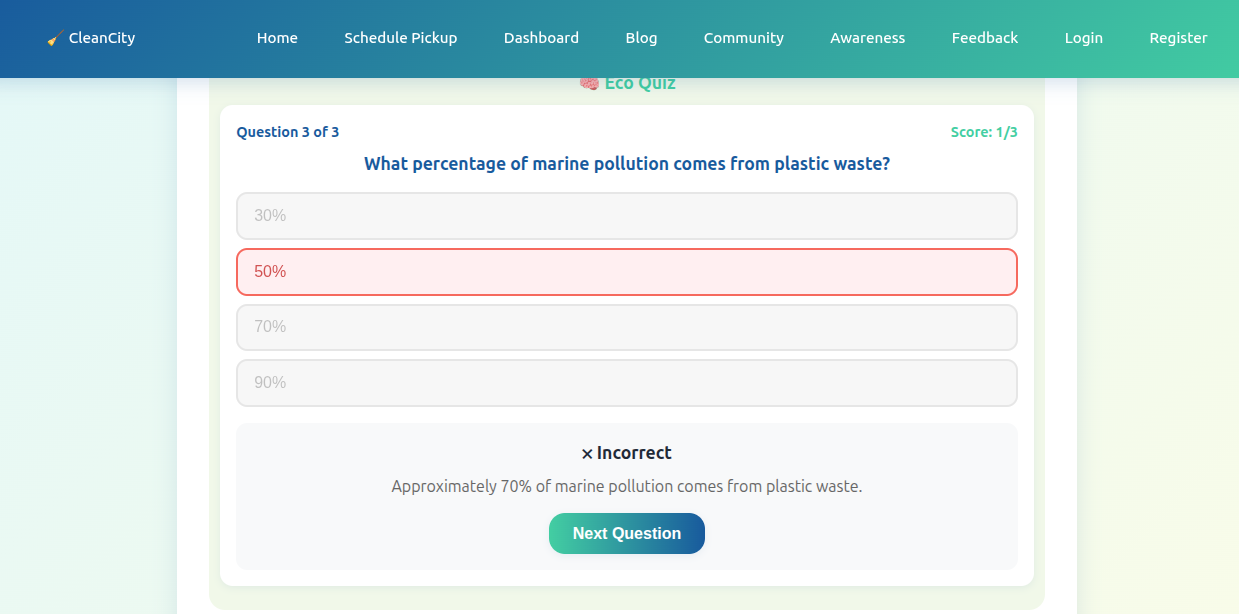 🧹 CleanCity Home Schedule Pickup Dashboard Blog Community Awareness Feedback Login Register
🧠 Eco Quiz
Question 3 of 3 Score: 1/3
What percentage of marine pollution comes from plastic waste?
30%
50%
70%
90%
× Incorrect
Approximately 70% of marine pollution comes from plastic waste.
Next Question